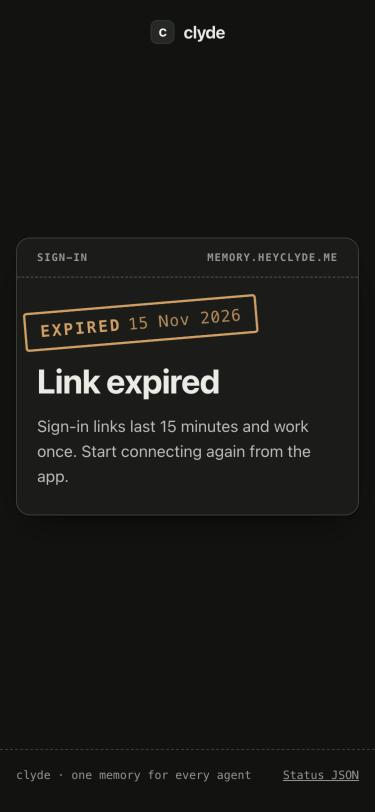 c clyde
SIGN-IN MEMORY.HEYCLYDE.ME
EXPIRED 15 Nov 2026
Link expired
Sign-in links last 15 minutes and work
once. Start connecting again from the
app.
clyde · one memory for every agent Status JSON